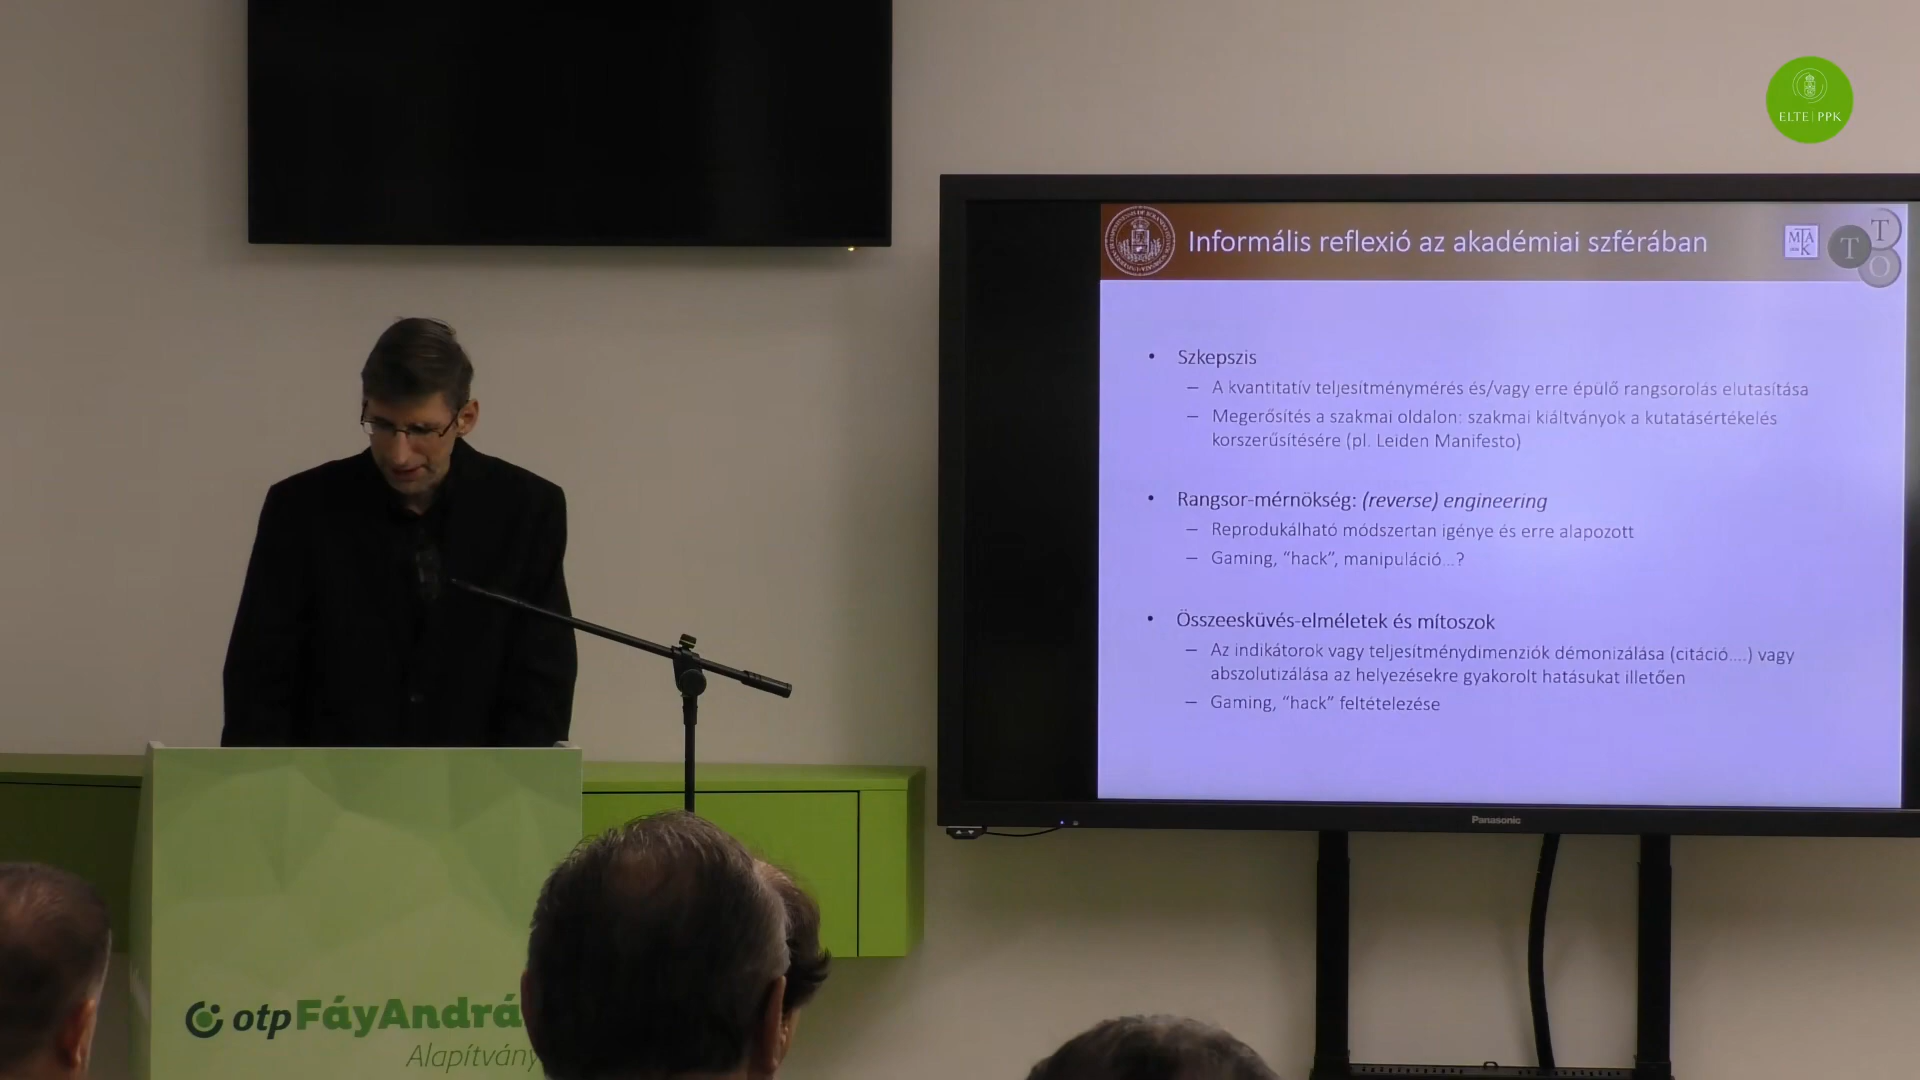 ELTE | PPK
Informális reflexió az akadémiai szférában
MTA
K
T
T
O
• Szkepszis
– A kvantitatív teljesítménymérés és/vagy erre épülő rangsorolás elutasítása
– Megerősítés a szakmai oldalon: szakmai kiáltványok a kutatásértékelés
korszerűsítésére (pl. Leiden Manifesto)
• Rangsor-mérnökség: (reverse) engineering
– Reprodukálható módszertan igénye és erre alapozott
– Gaming, “hack”, manipuláció...?
• Összeesküvés-elméletek és mítoszok
– Az indikátorok vagy teljesítménydimenziók démonizálása (citáció....) vagy
abszolutizálása az helyezésekre gyakorolt hatásukat illetően
– Gaming, “hack” feltételezése
Panasonic
otp FáyAndrá
Alapítvány